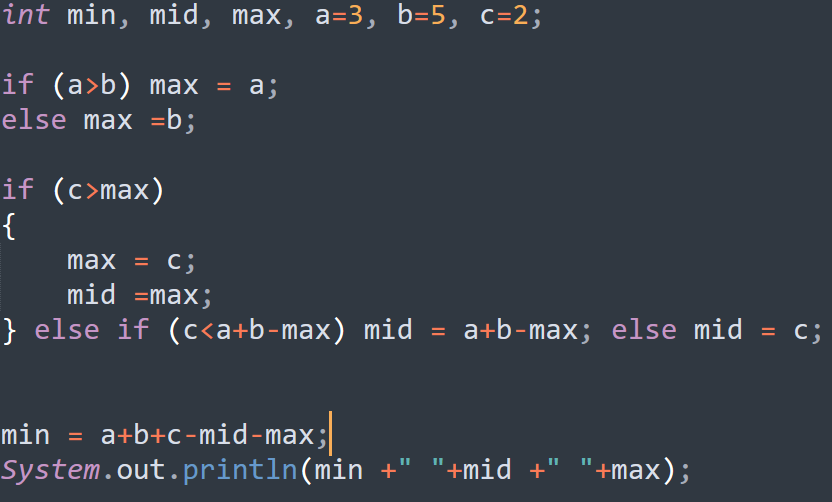 int min, mid, max, a=3, b=5, c=2;
if (a>b) max = a;
else max =b;
if (c>max)
{
    max = c;
    mid =max;
} else if (c<a+b-max) mid = a+b-max; else mid = c;
min = a+b+c-mid-max;
System.out.println(min +" "+mid +" "+max);